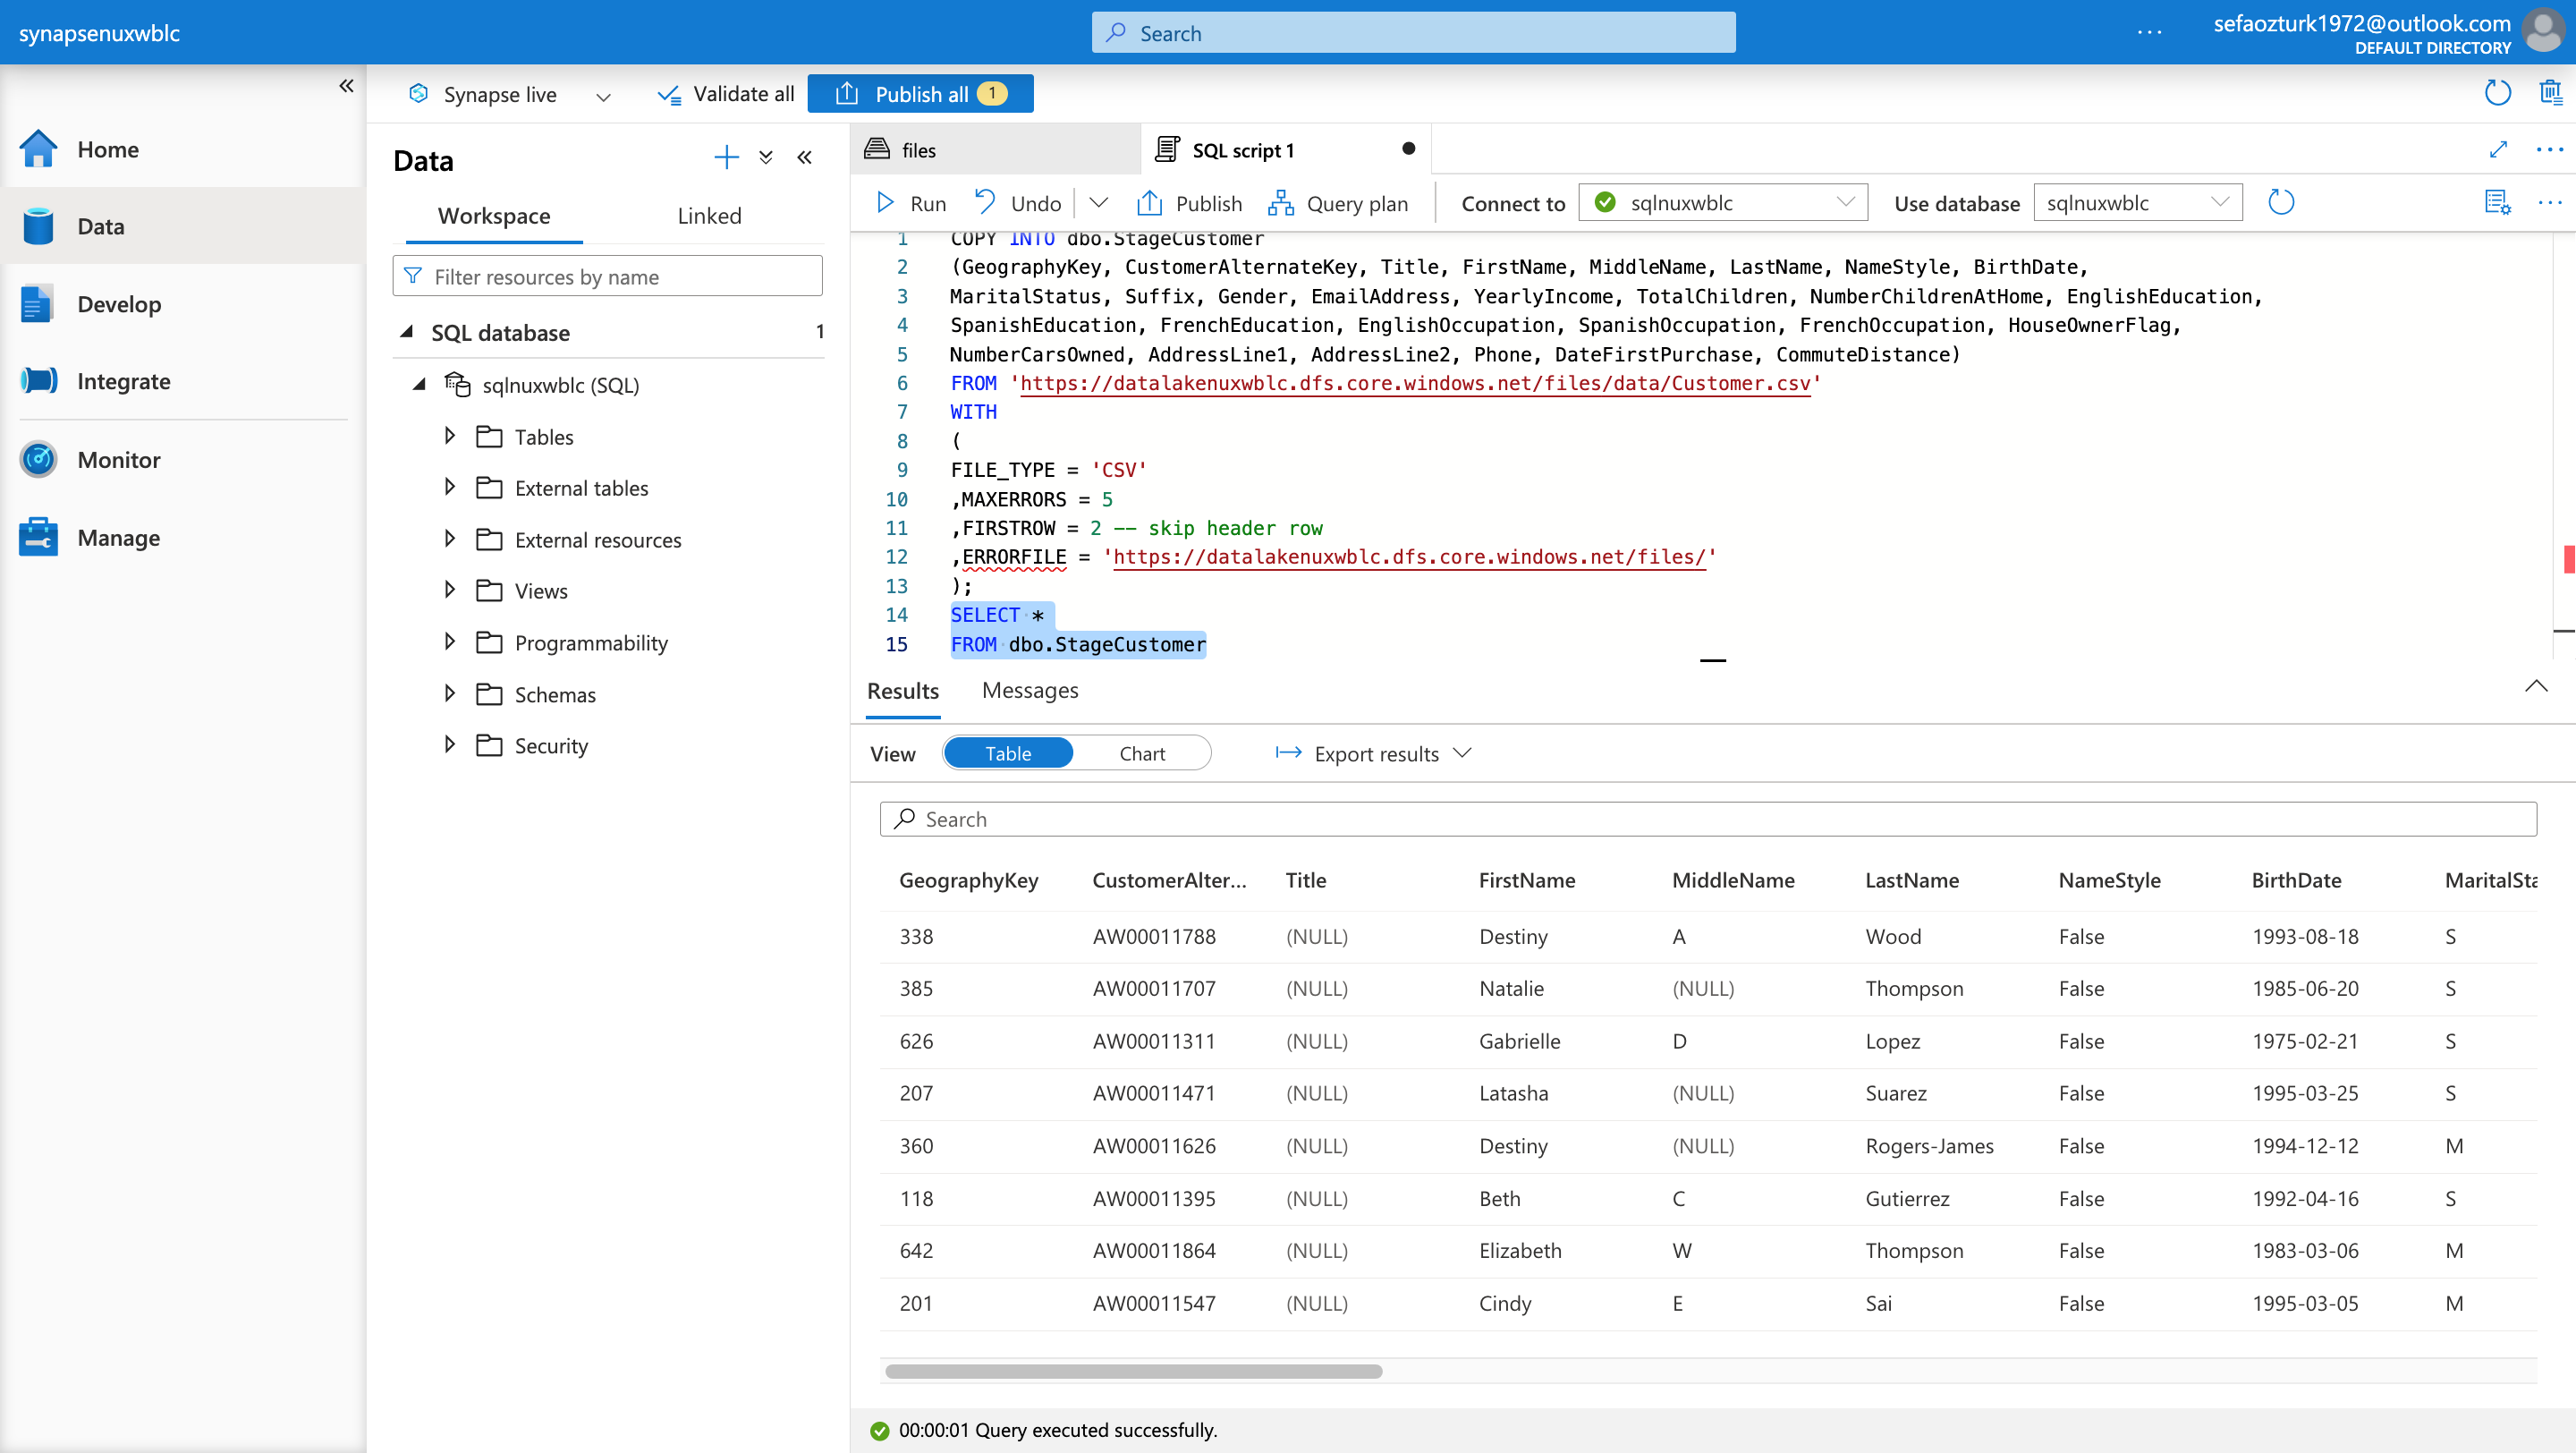 synapsenuxwblc
Search
sefaozturk1972@outlook.com
DEFAULT DIRECTORY
Home
Data
Develop
Integrate
Monitor
Manage
Synapse live
Validate all
Publish all 1
Data
Workspace Linked
Filter resources by name
SQL database 1
sqlnuxwblc (SQL)
Tables
External tables
External resources
Views
Programmability
Schemas
Security
files
SQL script 1
Run Undo Publish Query plan Connect to sqlnuxwblc Use database sqlnuxwblc
1 COPY INTO dbo.StageCustomer
2 (GeographyKey, CustomerAlternateKey, Title, FirstName, MiddleName, LastName, NameStyle, BirthDate,
3 MaritalStatus, Suffix, Gender, EmailAddress, YearlyIncome, TotalChildren, NumberChildrenAtHome, EnglishEducation,
4 SpanishEducation, FrenchEducation, EnglishOccupation, SpanishOccupation, FrenchOccupation, HouseOwnerFlag,
5 NumberCarsOwned, AddressLine1, AddressLine2, Phone, DateFirstPurchase, CommuteDistance)
6 FROM 'https://datalakenuxwblc.dfs.core.windows.net/files/data/Customer.csv'
7 WITH
8 (
9 FILE_TYPE = 'CSV'
10 ,MAXERRORS = 5
11 ,FIRSTROW = 2 -- skip header row
12 ,ERRORFILE = 'https://datalakenuxwblc.dfs.core.windows.net/files/'
13 );
14 SELECT *
15 FROM dbo.StageCustomer
Results Messages
View Table Chart Export results
Search
GeographyKey CustomerAlter... Title FirstName MiddleName LastName NameStyle BirthDate MaritalSta
338 AW00011788 (NULL) Destiny A Wood False 1993-08-18 S
385 AW00011707 (NULL) Natalie (NULL) Thompson False 1985-06-20 S
626 AW00011311 (NULL) Gabrielle D Lopez False 1975-02-21 S
207 AW00011471 (NULL) Latasha (NULL) Suarez False 1995-03-25 S
360 AW00011626 (NULL) Destiny (NULL) Rogers-James False 1994-12-12 M
118 AW00011395 (NULL) Beth C Gutierrez False 1992-04-16 S
642 AW00011864 (NULL) Elizabeth W Thompson False 1983-03-06 M
201 AW00011547 (NULL) Cindy E Sai False 1995-03-05 M
00:00:01 Query executed successfully.